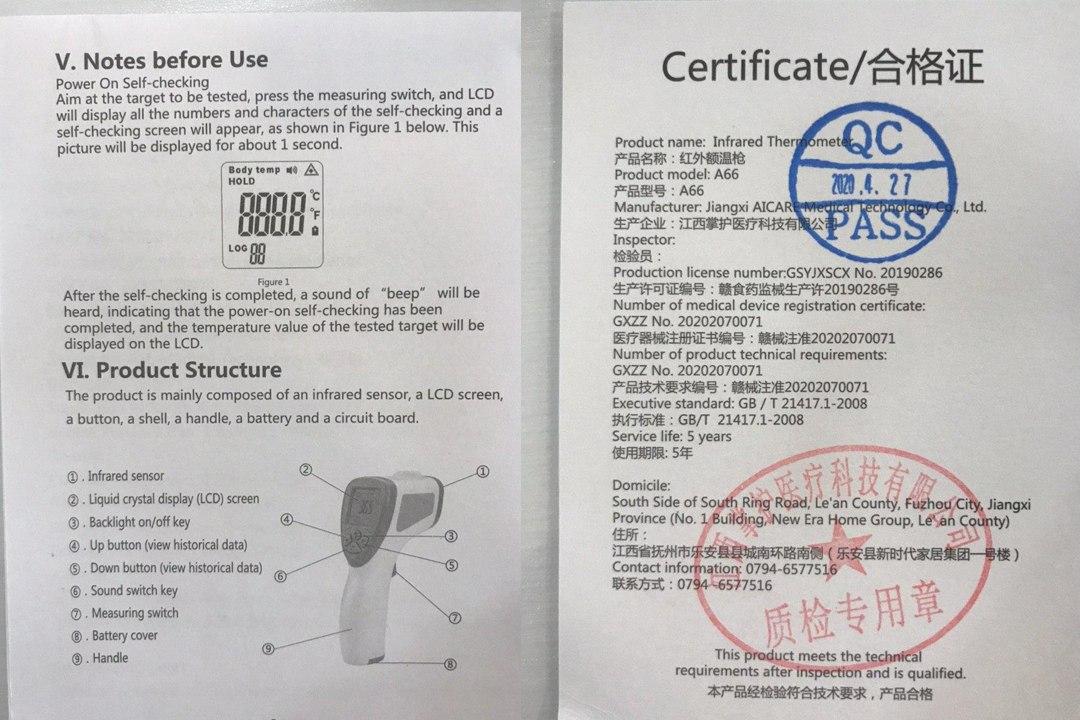 V. Notes before Use
Power On Self-checking
Aim at the target to be tested, press the measuring switch, and LCD
will display all the numbers and characters of the self-checking and a
self-checking screen will appear, as shown in Figure 1 below. This
picture will be displayed for about 1 second.
Body temp
HOLD
888.8 °C
°F
LOG 88
Figure 1
After the self-checking is completed, a sound of “beep” will be
heard, indicating that the power-on self-checking has been
completed, and the temperature value of the tested target will be
displayed on the LCD.
VI. Product Structure
The product is mainly composed of an infrared sensor, a LCD screen,
a button, a shell, a handle, a battery and a circuit board.
①. Infrared sensor
②. Liquid crystal display (LCD) screen
③. Backlight on/off key
④. Up button (view historical data)
⑤. Down button (view historical data)
⑥. Sound switch key
⑦. Measuring switch
⑧. Battery cover
⑨. Handle
②
①
④
③
⑤
⑥
⑦
⑨
⑧
Certificate/合格证
Product name: Infrared Thermometer
产品名称：红外额温枪
Product model: A66
产品型号：A66
Manufacturer: Jiangxi AICARE Medical Technology Co., Ltd.
生产企业：江西掌护医疗科技有限公司
Inspector:
检验员：
Production license number:GSYJXSCX No. 20190286
生产许可证编号：赣食药监械生产许20190286号
Number of medical device registration certificate:
GXZZ No. 20202070071
医疗器械注册证书编号：赣械注准20202070071
Number of product technical requirements:
GXZZ No. 20202070071
产品技术要求编号：赣械注准20202070071
Executive standard: GB / T 21417.1-2008
执行标准：GB/T 21417.1-2008
Service life: 5 years
使用期限: 5年
Domicile:
South Side of South Ring Road, Le'an County, Fuzhou City, Jiangxi
Province (No. 1 Building, New Era Home Group, Le'an County)
住所：
江西省抚州市乐安县县城南环路南侧（乐安县新时代家居集团一号楼）
Contact information: 0794-6577516
联系方式：0794-6577516
This product meets the technical
requirements after inspection and is qualified.
本产品经检验符合技术要求，产品合格
QC
2020.4.27
PASS
江西掌护医疗科技有限公司
质检专用章